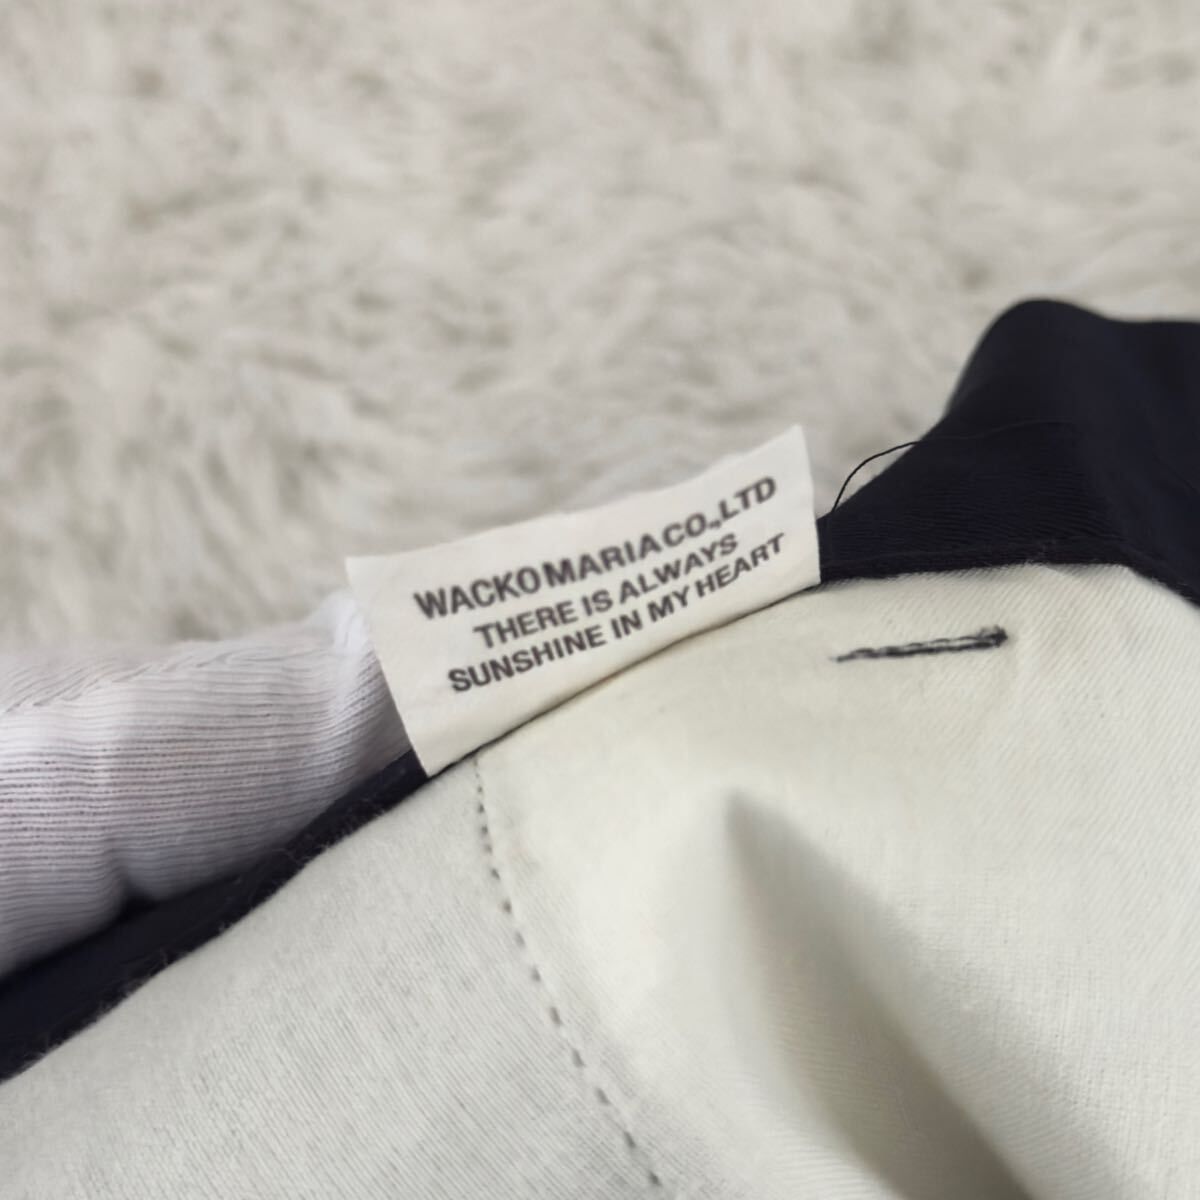 WACKO MARIA CO.,LTD
THERE IS ALWAYS
SUNSHINE IN MY HEART